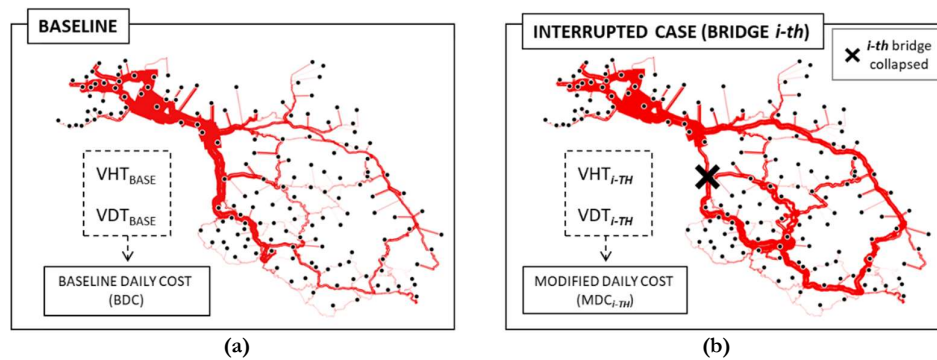 BASELINE
VHT_BASE
VDT_BASE
BASELINE DAILY COST
(BDC)
(a)
INTERRUPTED CASE (BRIDGE i-th)
i-th bridge
collapsed
VHT_i-TH
VDT_i-TH
MODIFIED DAILY COST
(MDC_i-TH)
(b)